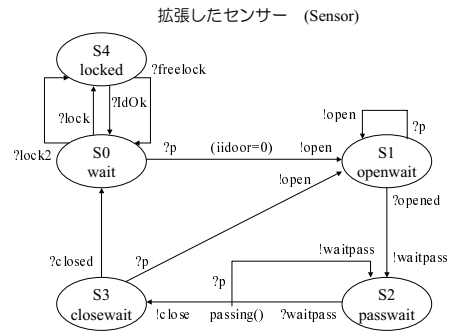 拡張したセンサー　(Sensor)
S4
locked
?freelock
?lock
?IdOk
?lock2
S0
wait
?p
(iidoor=0)
!open
!open
?p
S1
openwait
!open
?opened
?closed
?p
!waitpass
!waitpass
?p
S3
closewait
!close
passing()
?waitpass
S2
passwait